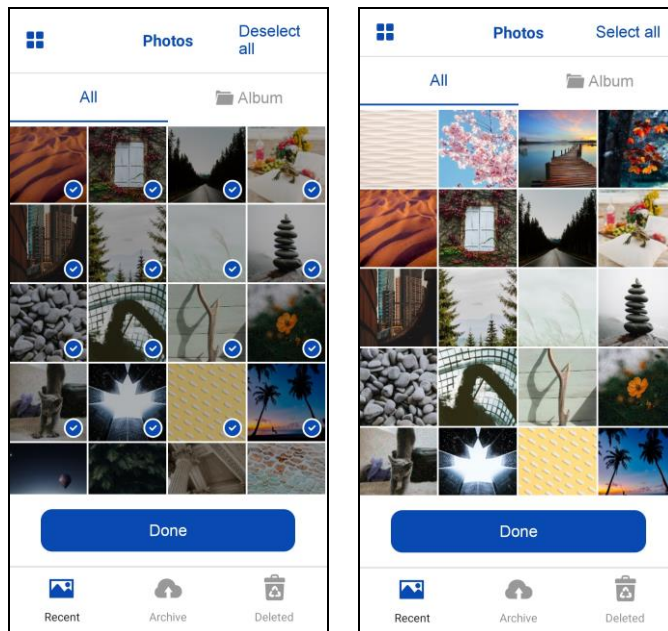 Photos
Deselect
all
All
Album
Done
Recent
Archive
Deleted
Photos
Select all
All
Album
Done
Recent
Archive
Deleted